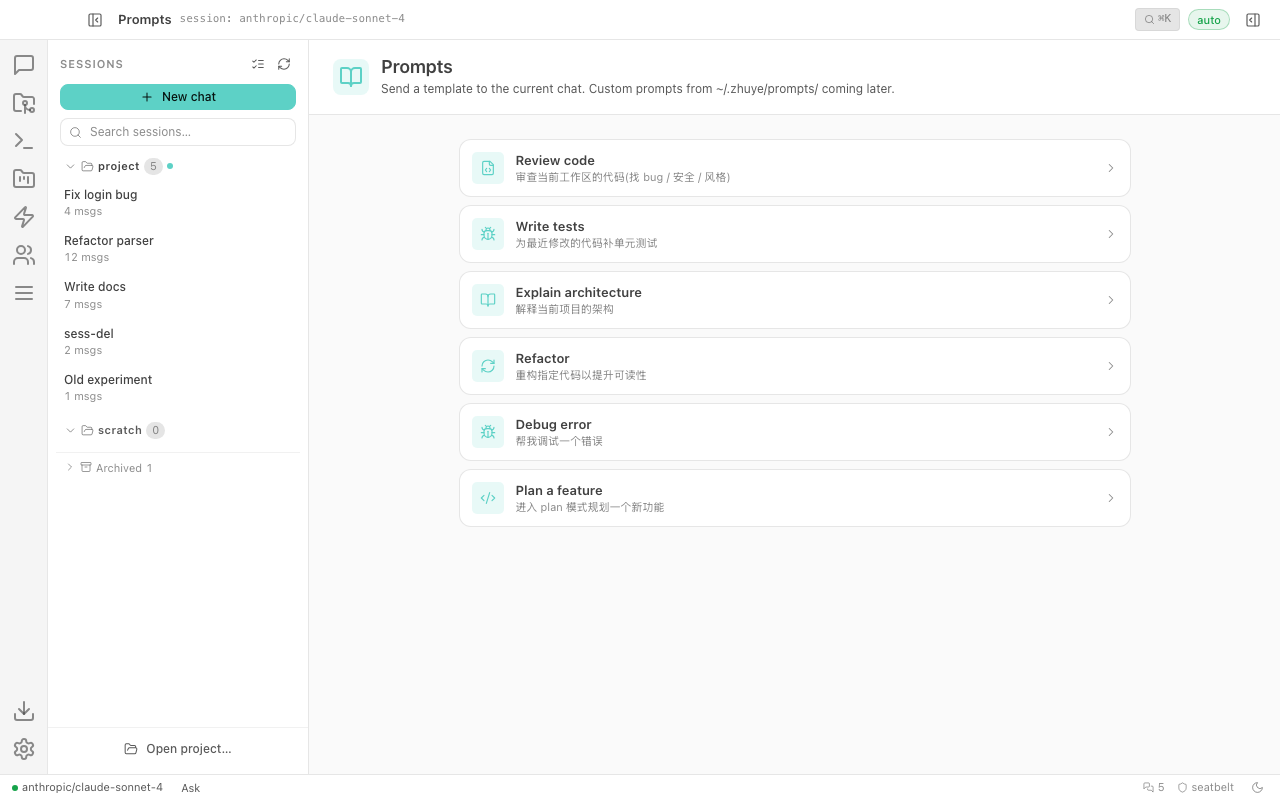 Prompts session: anthropic/claude-sonnet-4
⌘K
auto
SESSIONS
New chat
Search sessions...
project 5
Fix login bug
4 msgs
Refactor parser
12 msgs
Write docs
7 msgs
sess-del
2 msgs
Old experiment
1 msgs
scratch 0
Archived 1
Open project...
Prompts
Send a template to the current chat. Custom prompts from ~/.zhuye/prompts/ coming later.
Review code
审查当前工作区的代码(找 bug / 安全 / 风格)
Write tests
为最近修改的代码补单元测试
Explain architecture
解释当前项目的架构
Refactor
重构指定代码以提升可读性
Debug error
帮我调试一个错误
Plan a feature
进入 plan 模式规划一个新功能
anthropic/claude-sonnet-4 Ask
5 seatbelt